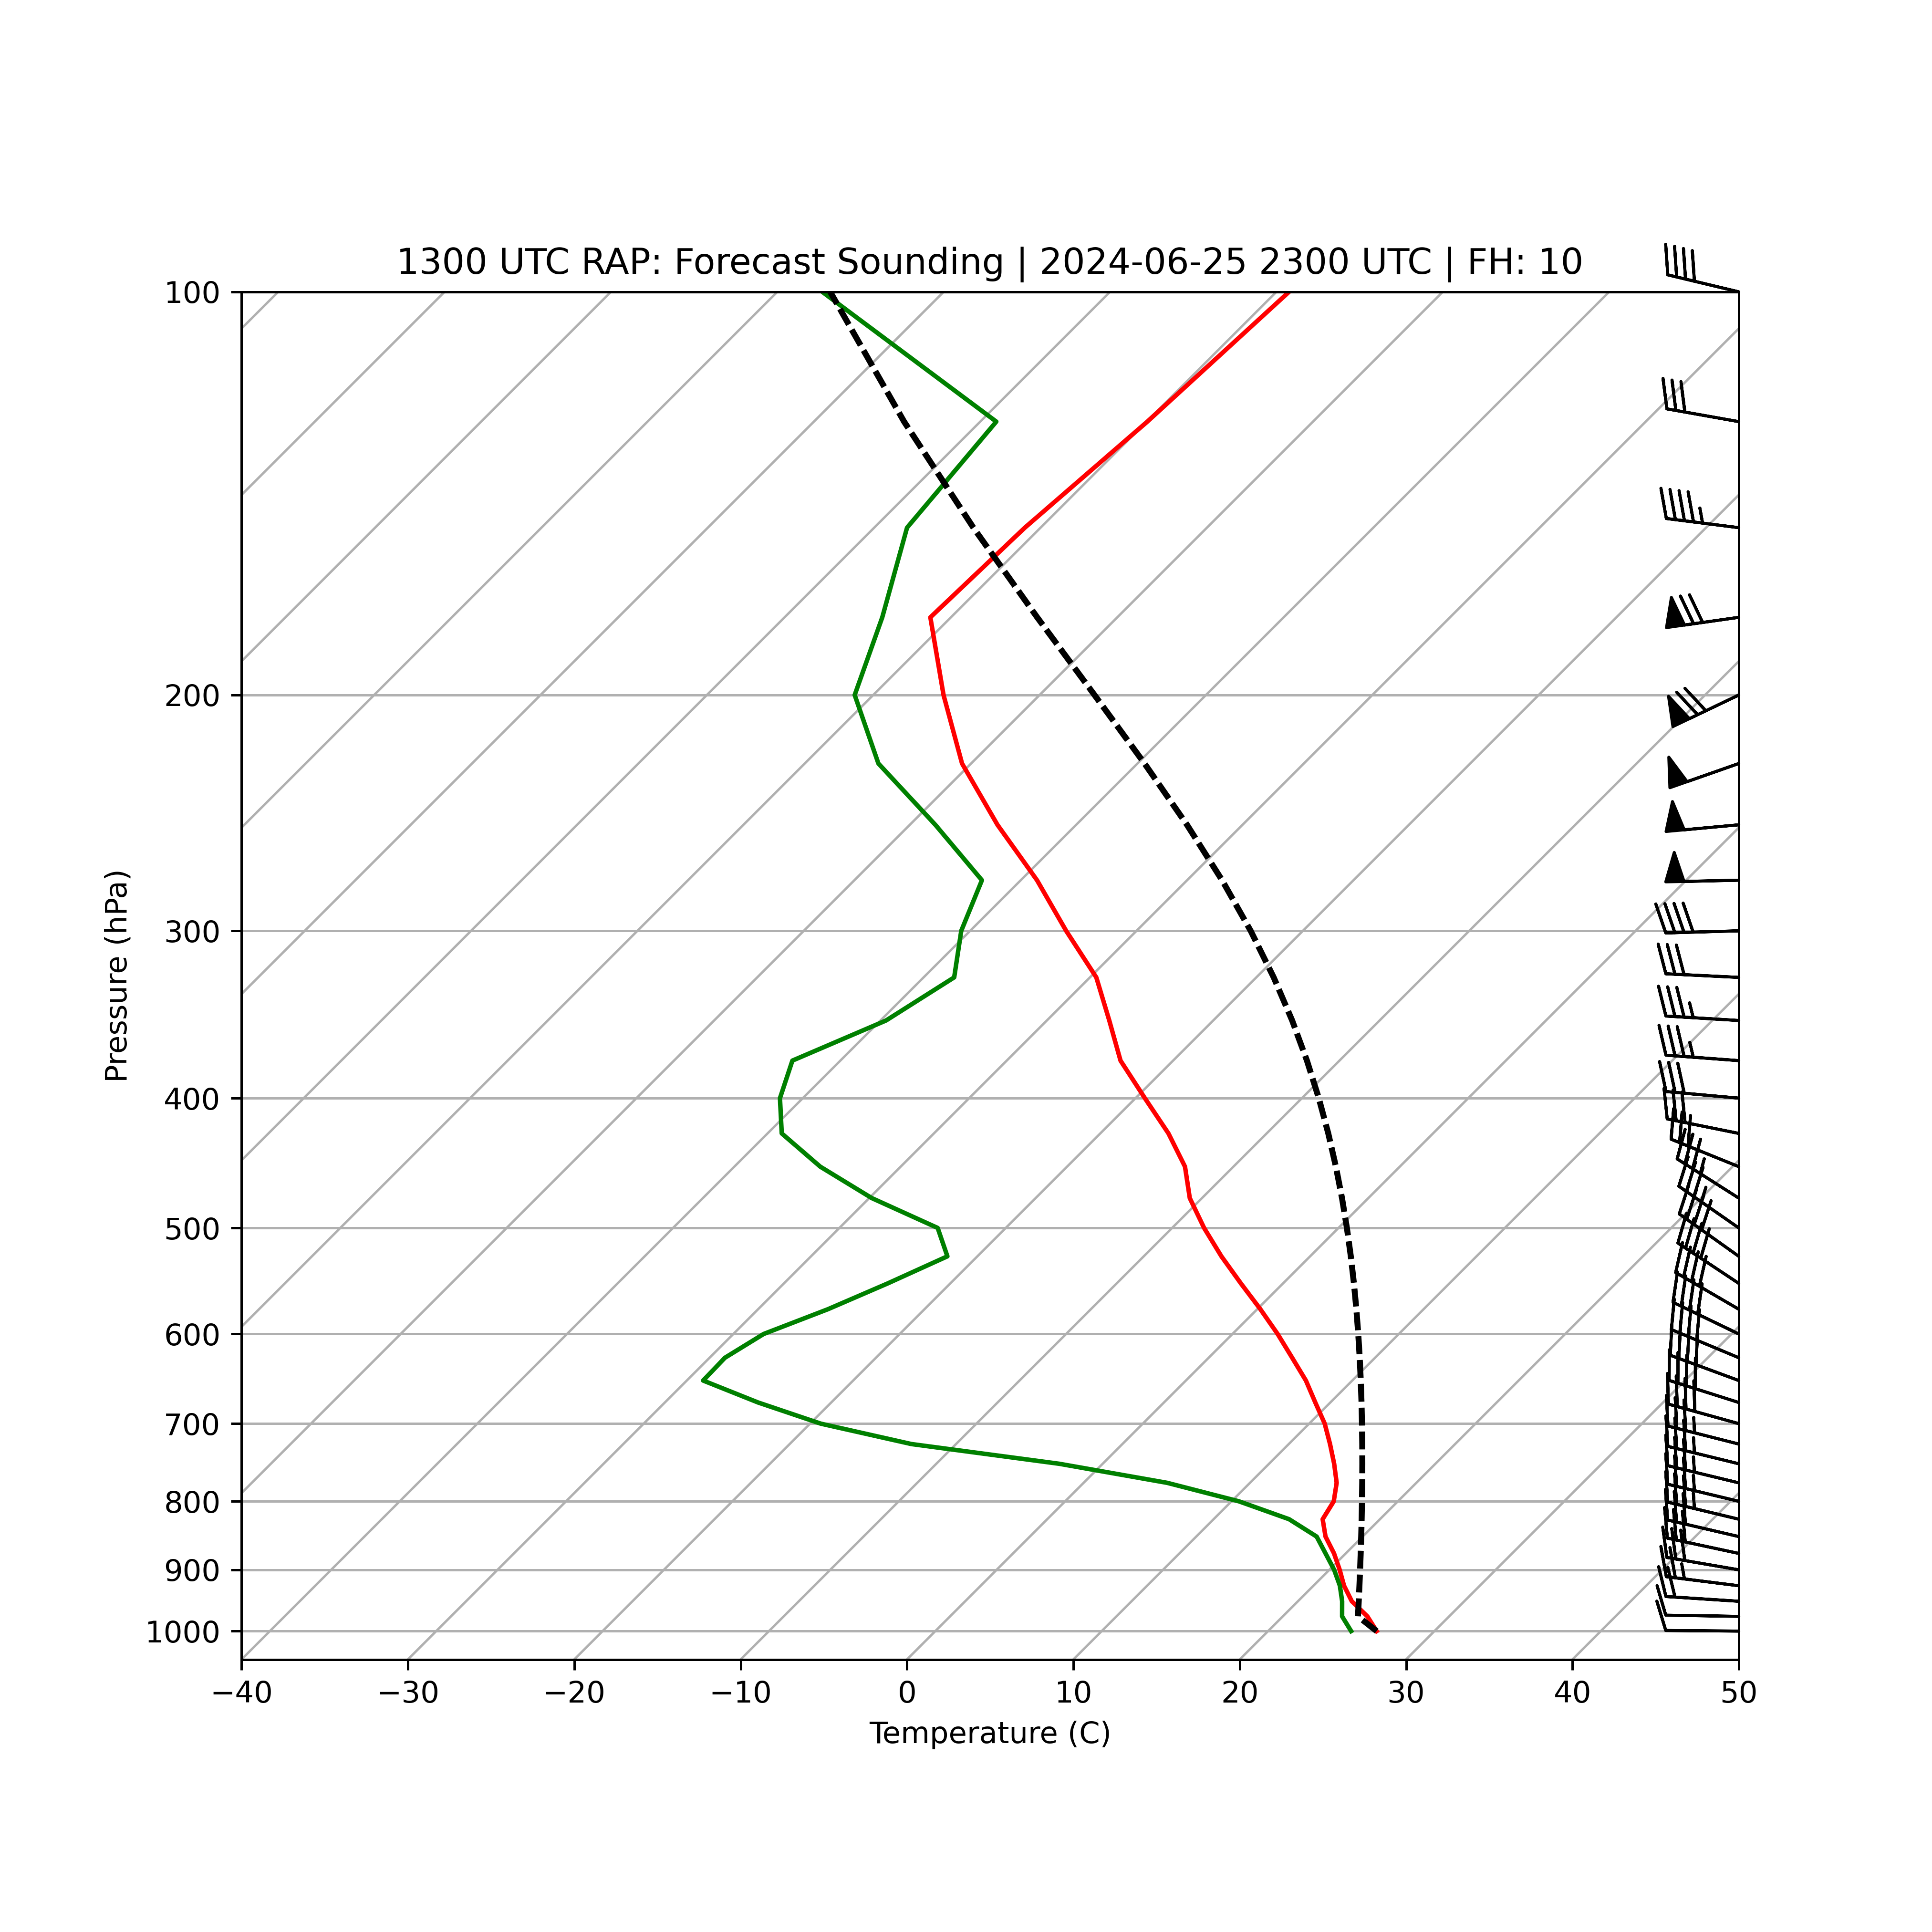 1300 UTC RAP: Forecast Sounding | 2024-06-25 2300 UTC | FH: 10
100
200
300
400
500
600
700
800
900
1000
Pressure (hPa)
−40 −30 −20 −10 0 10 20 30 40 50
Temperature (C)